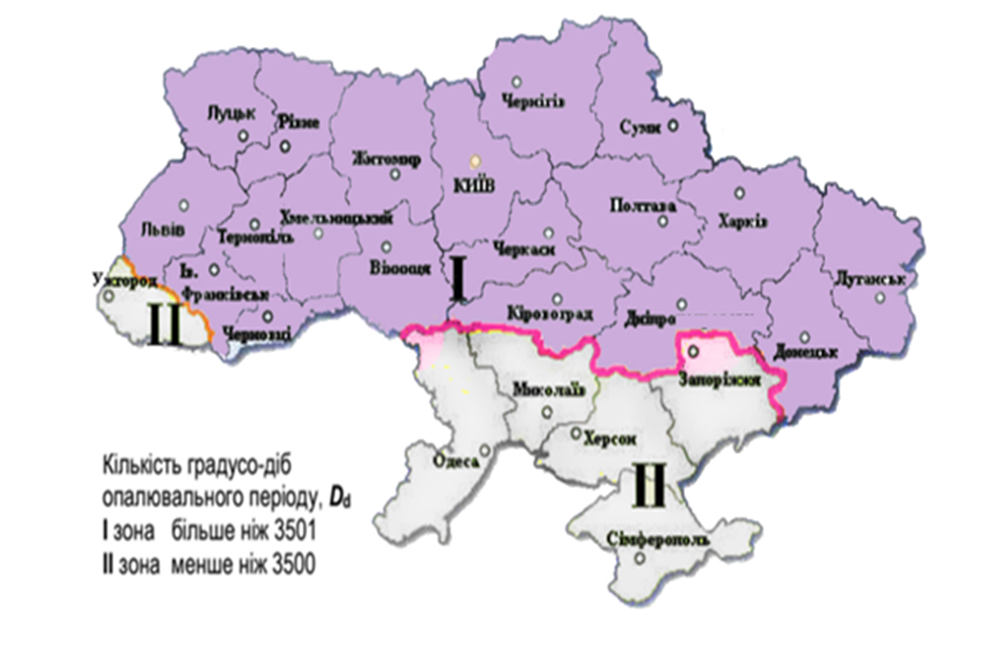 Чернігів
Луцьк
Рівне
Суми
Житомир
КИЇВ
Полтава
Харків
Хмельницький
Львів
Тернопіль
Черкаси
Вінниця
Ів.
Франківськ
Ужгород
I
Луганськ
Кіровоград
Дніпро
II
Чернівці
Донецьк
Запоріжжя
Миколаїв
Херсон
Одеса
II
Сімферополь
Кількість градусо-діб
опалювального періоду, Dd
I зона більше ніж 3501
II зона менше ніж 3500